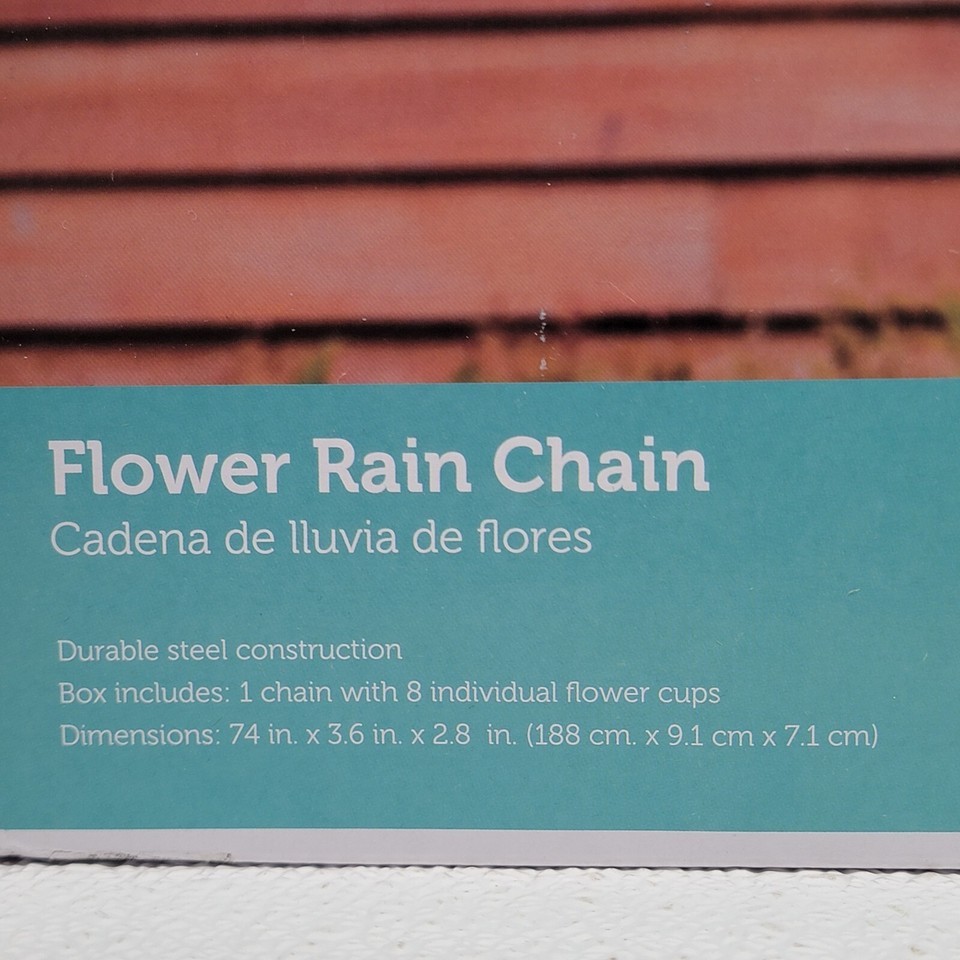 Flower Rain Chain
Cadena de lluvia de flores
Durable steel construction
Box includes: 1 chain with 8 individual flower cups
Dimensions: 74 in. x 3.6 in. x 2.8  in. (188 cm. x 9.1 cm x 7.1 cm)